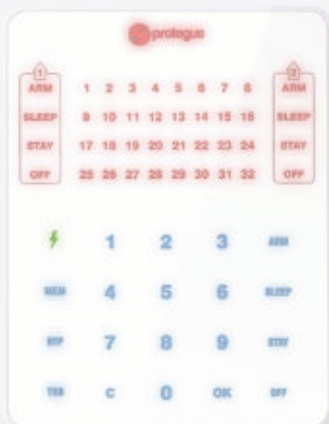 protegus
1 2
ARM 1 2 3 4 5 6 7 8 ARM
SLEEP 9 10 11 12 13 14 15 16 SLEEP
STAY 17 18 19 20 21 22 23 24 STAY
OFF 25 26 27 28 29 30 31 32 OFF
1 2 3 ARM
MEM 4 5 6 SLEEP
BYP 7 8 9 STAY
TRB C 0 OK OFF